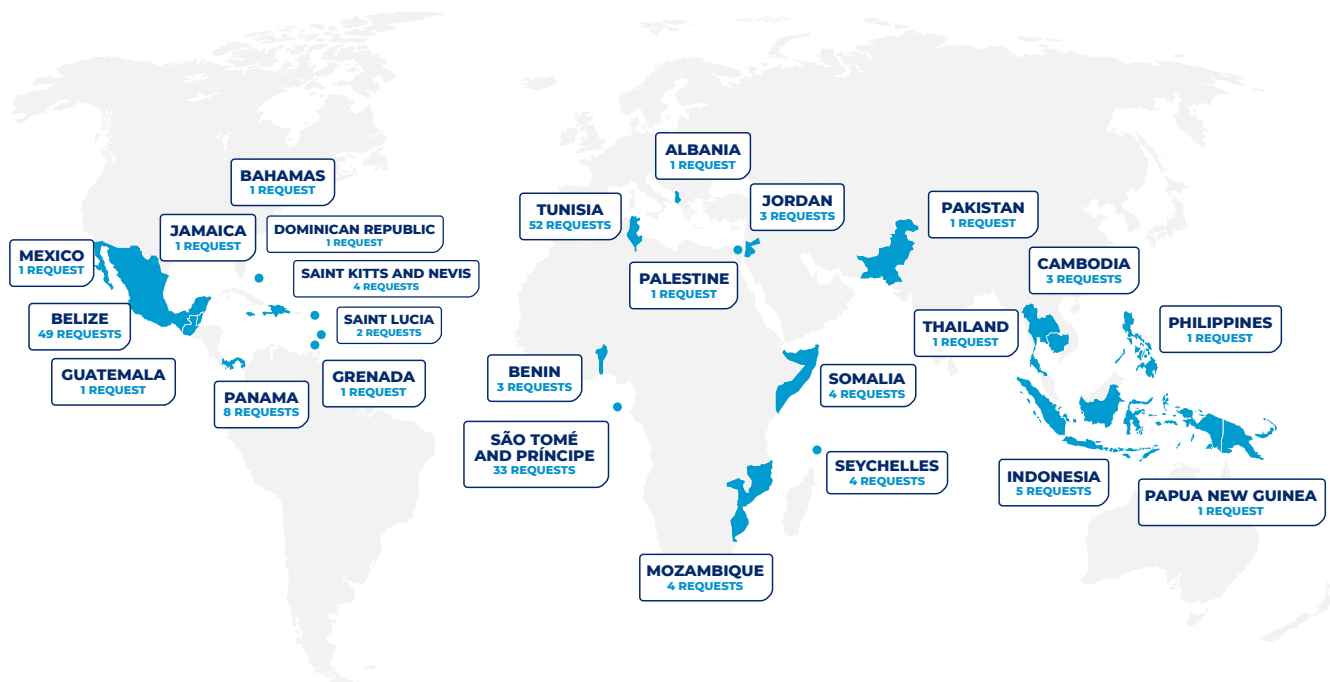 ALBANIA
1 REQUEST
BAHAMAS
1 REQUEST
JORDAN
3 REQUESTS
TUNISIA
52 REQUESTS
PAKISTAN
1 REQUEST
JAMAICA
1 REQUEST
DOMINICAN REPUBLIC
1 REQUEST
MEXICO
1 REQUEST
CAMBODIA
3 REQUESTS
SAINT KITTS AND NEVIS
4 REQUESTS
PALESTINE
1 REQUEST
BELIZE
49 REQUESTS
SAINT LUCIA
2 REQUESTS
THAILAND
1 REQUEST
PHILIPPINES
1 REQUEST
GUATEMALA
1 REQUEST
GRENADA
1 REQUEST
BENIN
3 REQUESTS
SOMALIA
4 REQUESTS
PANAMA
8 REQUESTS
SÃO TOMÉ
AND PRÍNCIPE
33 REQUESTS
SEYCHELLES
4 REQUESTS
INDONESIA
5 REQUESTS
PAPUA NEW GUINEA
1 REQUEST
MOZAMBIQUE
4 REQUESTS